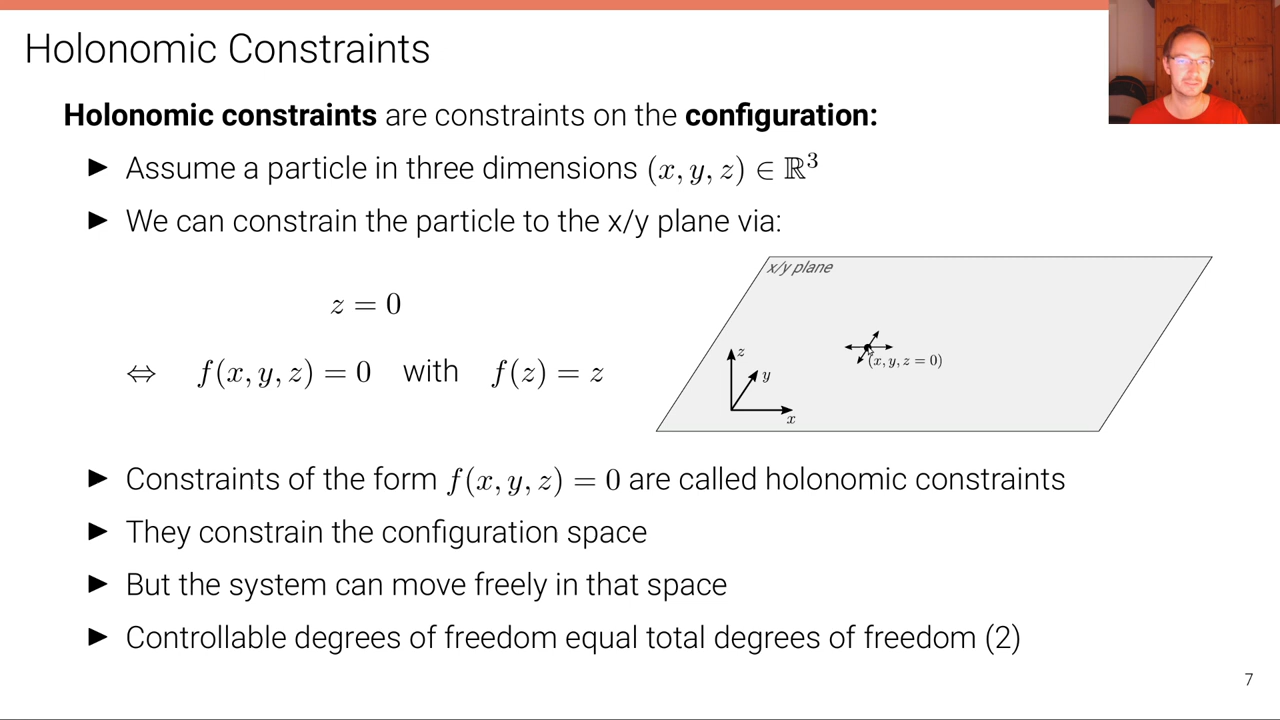 Holonomic Constraints
Holonomic constraints are constraints on the configuration:
▶ Assume a particle in three dimensions (x, y, z) ∈ ℝ³
▶ We can constrain the particle to the x/y plane via:
x/y plane
z = 0
⇔ f(x, y, z) = 0 with f(z) = z
z
y
x
(x, y, z = 0)
▶ Constraints of the form f(x, y, z) = 0 are called holonomic constraints
▶ They constrain the configuration space
▶ But the system can move freely in that space
▶ Controllable degrees of freedom equal total degrees of freedom (2)
7